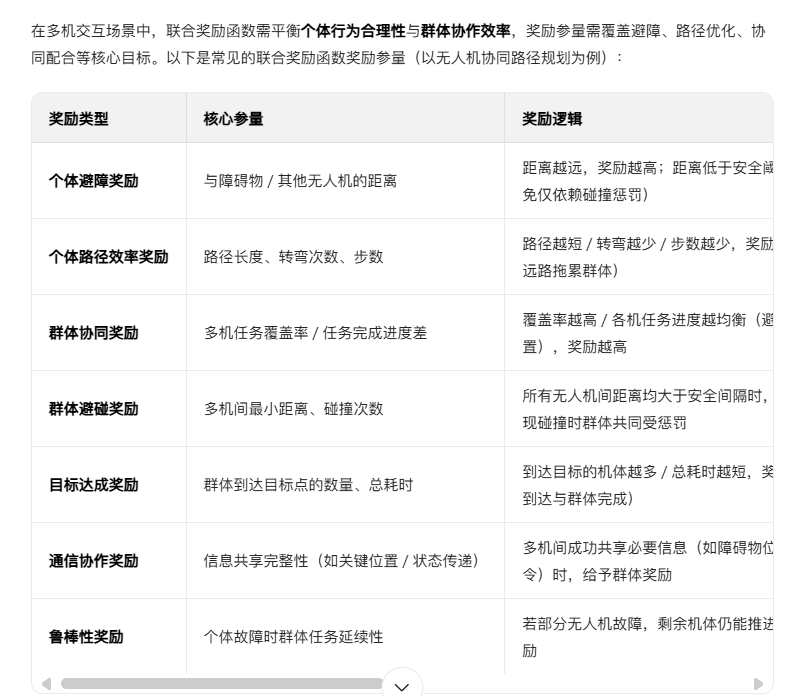 在多机交互场景中，联合奖励函数需平衡个体行为合理性与群体协作效率，奖励参量需覆盖避障、路径优化、协
同配合等核心目标。以下是常见的联合奖励函数奖励参量（以无人机协同路径规划为例）：
奖励类型 核心参量 奖励逻辑
个体避障奖励 与障碍物 / 其他无人机的距离
距离越远，奖励越高；距离低于安全阈
免仅依赖碰撞惩罚）
个体路径效率奖励 路径长度、转弯次数、步数
路径越短 / 转弯越少 / 步数越少，奖励
远路拖累群体）
群体协同奖励 多机任务覆盖率 / 任务完成进度差
覆盖率越高 / 各机任务进度越均衡（避
置），奖励越高
群体避碰奖励 多机间最小距离、碰撞次数
所有无人机间距离均大于安全间隔时，
现碰撞时群体共同受惩罚
目标达成奖励 群体到达目标点的数量、总耗时
到达目标的机体越多 / 总耗时越短，奖
到达与群体完成）
通信协作奖励 信息共享完整性（如关键位置 / 状态传递）
多机间成功共享必要信息（如障碍物位
令）时，给予群体奖励
鲁棒性奖励 个体故障时群体任务延续性
若部分无人机故障，剩余机体仍能推进
励